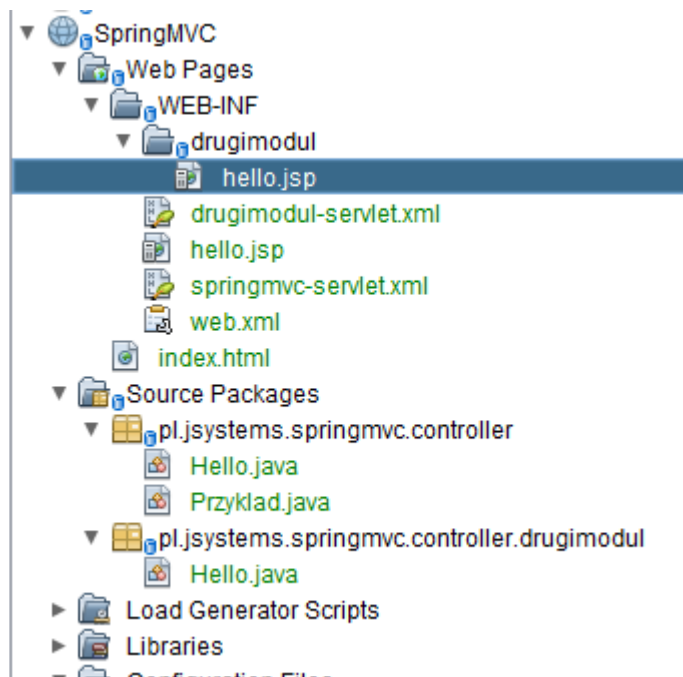 SpringMVC
Web Pages
WEB-INF
drugimodul
hello.jsp
drugimodul-servlet.xml
hello.jsp
springmvc-servlet.xml
web.xml
index.html
Source Packages
pl.jsystems.springmvc.controller
Hello.java
Przyklad.java
pl.jsystems.springmvc.controller.drugimodul
Hello.java
Load Generator Scripts
Libraries
Configuration Files